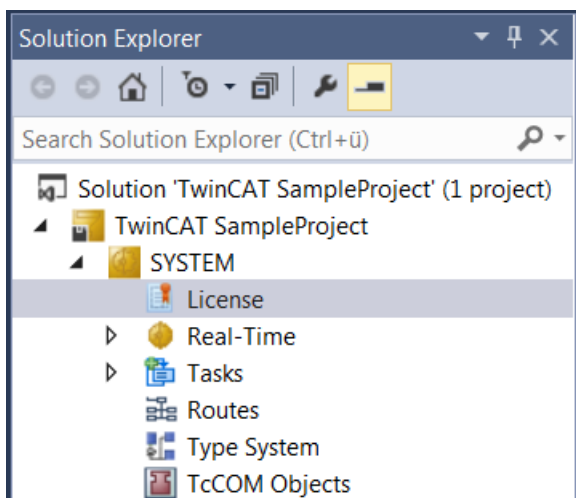 Solution Explorer
Search Solution Explorer (Ctrl+ü)
Solution 'TwinCAT SampleProject' (1 project)
TwinCAT SampleProject
SYSTEM
License
Real-Time
Tasks
Routes
Type System
TcCOM Objects